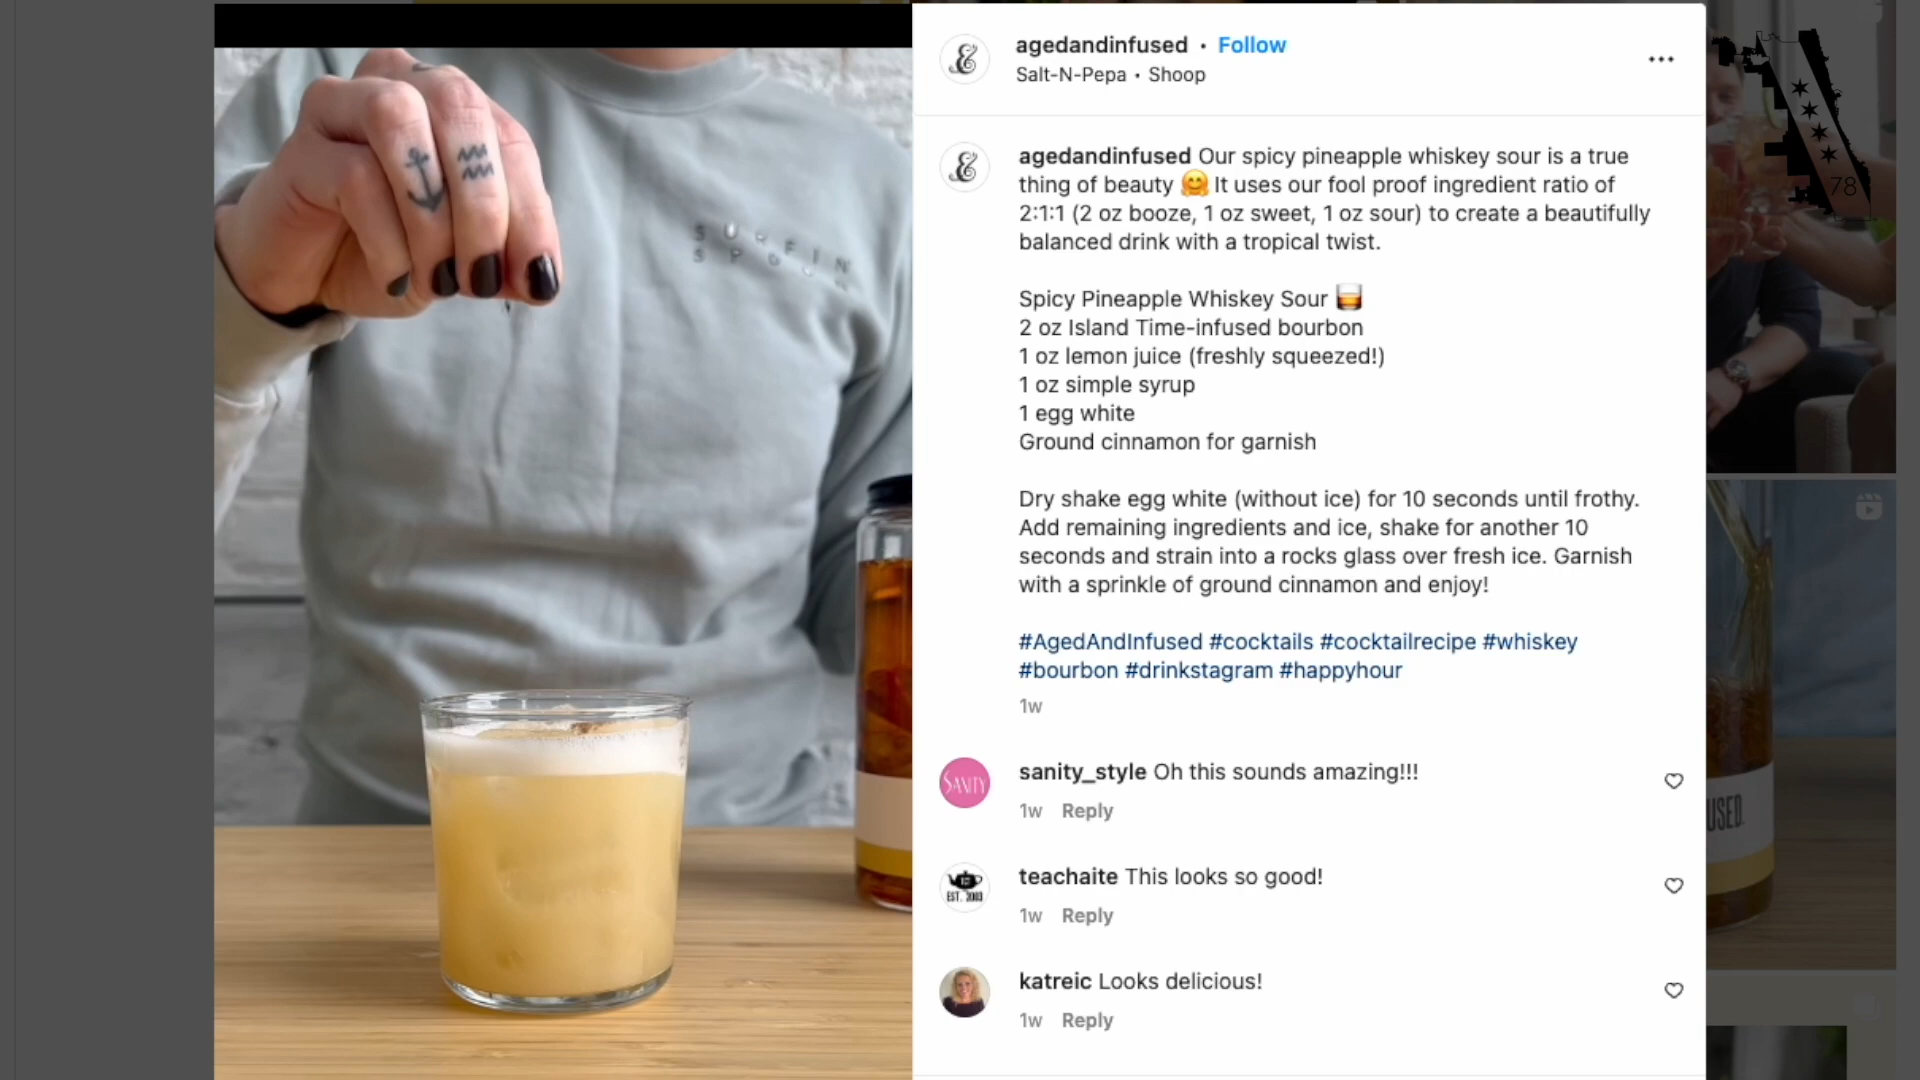 agedandinfused • Follow
Salt-N-Pepa • Shoop
agedandinfused Our spicy pineapple whiskey sour is a true
thing of beauty 🤗 It uses our fool proof ingredient ratio of
2:1:1 (2 oz booze, 1 oz sweet, 1 oz sour) to create a beautifully
balanced drink with a tropical twist.
Spicy Pineapple Whiskey Sour 🥃
2 oz Island Time-infused bourbon
1 oz lemon juice (freshly squeezed!)
1 oz simple syrup
1 egg white
Ground cinnamon for garnish
Dry shake egg white (without ice) for 10 seconds until frothy.
Add remaining ingredients and ice, shake for another 10
seconds and strain into a rocks glass over fresh ice. Garnish
with a sprinkle of ground cinnamon and enjoy!
#AgedAndInfused #cocktails #cocktailrecipe #whiskey
#bourbon #drinkstagram #happyhour
1w
sanity_style Oh this sounds amazing!!!
1w Reply
teachaite This looks so good!
1w Reply
katreic Looks delicious!
1w Reply
SANITY
EST. 2003
78
USED